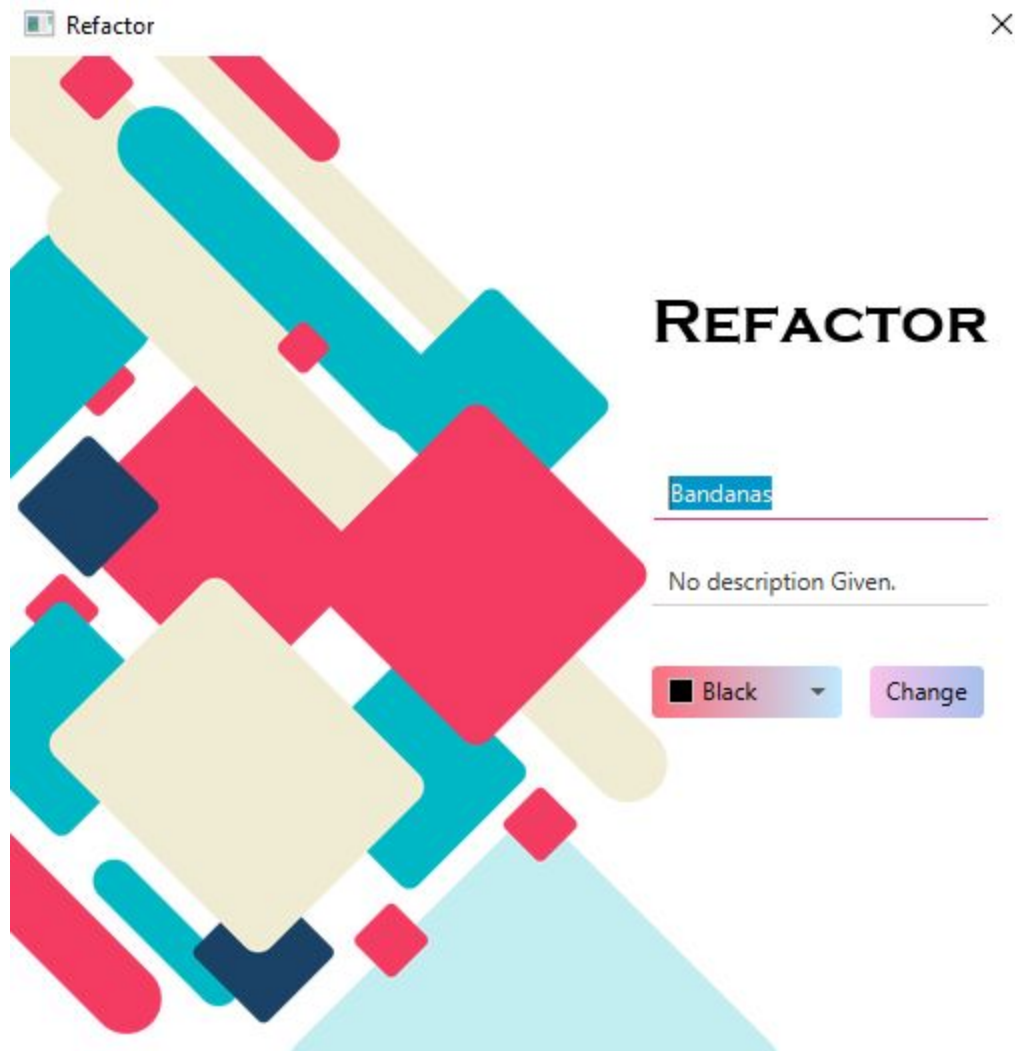 Refactor
REFACTOR
Bandanas
No description Given.
Black
Change